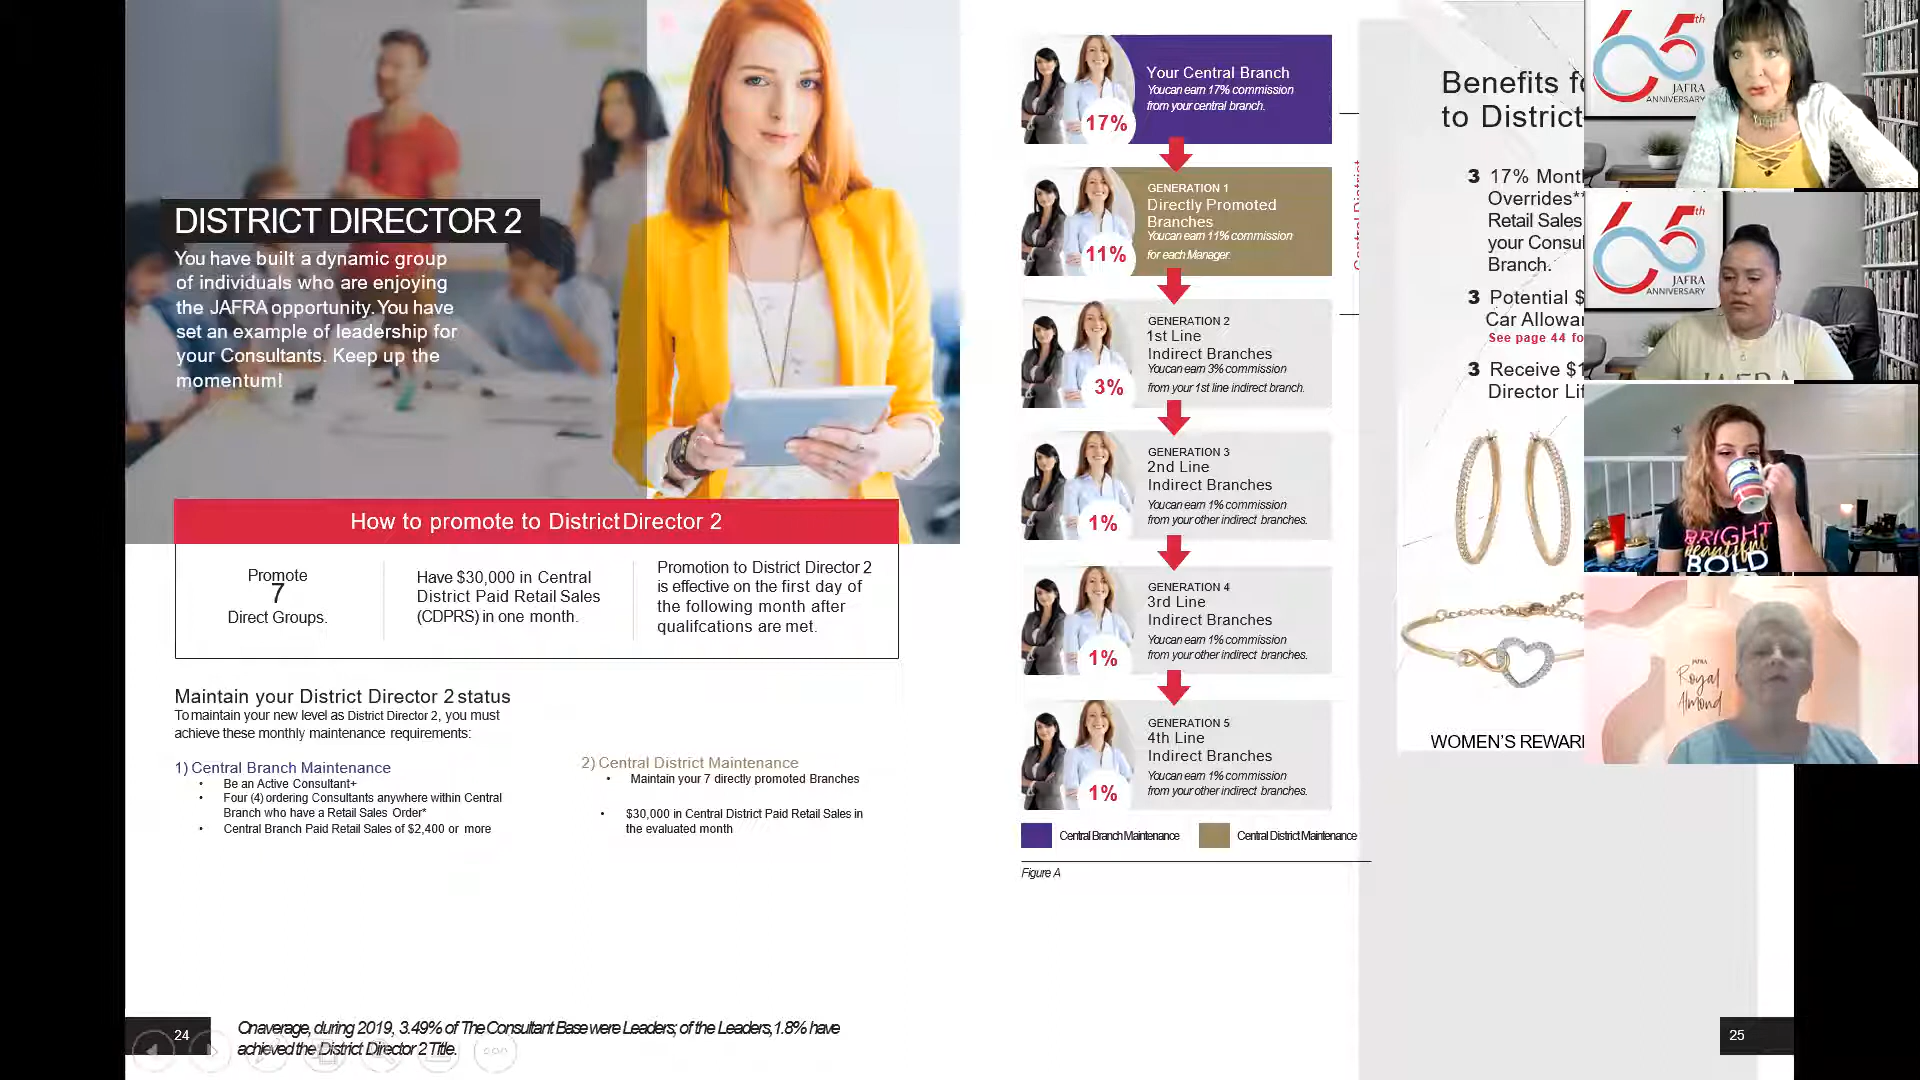 DISTRICT DIRECTOR 2
You have built a dynamic group
of individuals who are enjoying
the JAFRA opportunity. You have
set an example of leadership for
your Consultants. Keep up the
momentum!
How to promote to District Director 2
Promote
7
Direct Groups.
Have $30,000 in Central
District Paid Retail Sales
(CDPRS) in one month.
Promotion to District Director 2
is effective on the first day of
the following month after
qualifcations are met.
Maintain your District Director 2 status
To maintain your new level as District Director 2, you must
achieve these monthly maintenance requirements:
1) Central Branch Maintenance
• Be an Active Consultant+
• Four (4) ordering Consultants anywhere within Central
Branch who have a Retail Sales Order*
• Central Branch Paid Retail Sales of $2,400 or more
2) Central District Maintenance
• Maintain your 7 directly promoted Branches
• $30,000 in Central District Paid Retail Sales in
the evaluated month
24
On average, during 2019, 3.49% of The Consultant Base were Leaders; of the Leaders, 1.8% have
achieved the District Director 2 Title.
Your Central Branch
You can earn 17% commission
from your central branch.
17%
GENERATION 1
Directly Promoted
Branches
You can earn 11% commission
for each Manager.
11%
GENERATION 2
1st Line
Indirect Branches
You can earn 3% commission
from your 1st line indirect branch.
3%
GENERATION 3
2nd Line
Indirect Branches
You can earn 1% commission
from your other indirect branches.
1%
GENERATION 4
3rd Line
Indirect Branches
You can earn 1% commission
from your other indirect branches.
1%
GENERATION 5
4th Line
Indirect Branches
You can earn 1% commission
from your other indirect branches.
1%
Central Branch Maintenance
Central District Maintenance
Figure A
Benefits
to District
3 17%
Overrides**
Retail Sales
your
Branch.
3 Potential $
Car
See page 44
3 Receive
Director
WOMEN'S
25
65th
JAFRA
ANNIVERSARY
65th
JAFRA
ANNIVERSARY
JAFRA
BRIGHT
beautiful
BOLD
JAFRA
Royal
Almond